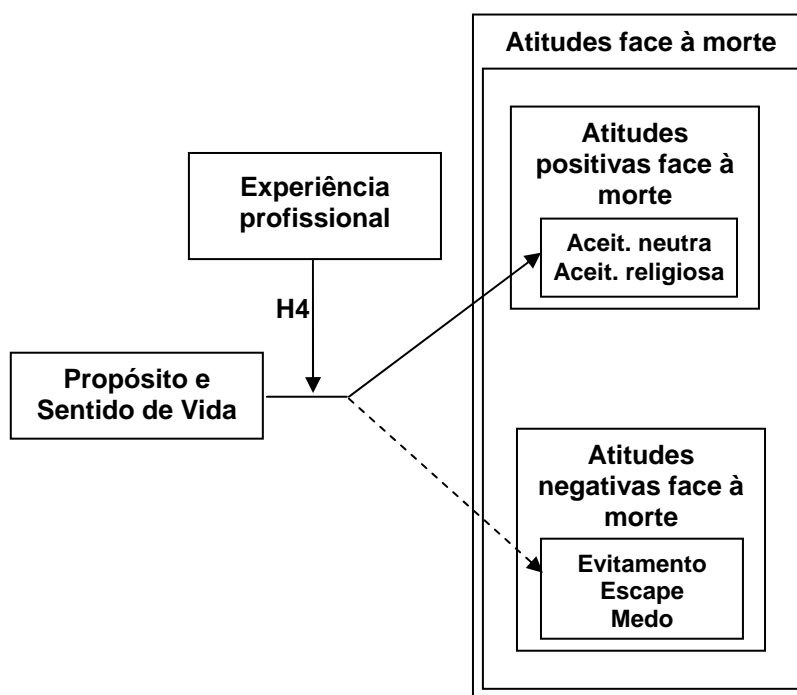 Atitudes face à morte
Atitudes
positivas face à
morte
Aceit. neutra
Aceit. religiosa
Experiência
profissional
H4
Propósito e
Sentido de Vida
Atitudes
negativas face à
morte
Evitamento
Escape
Medo